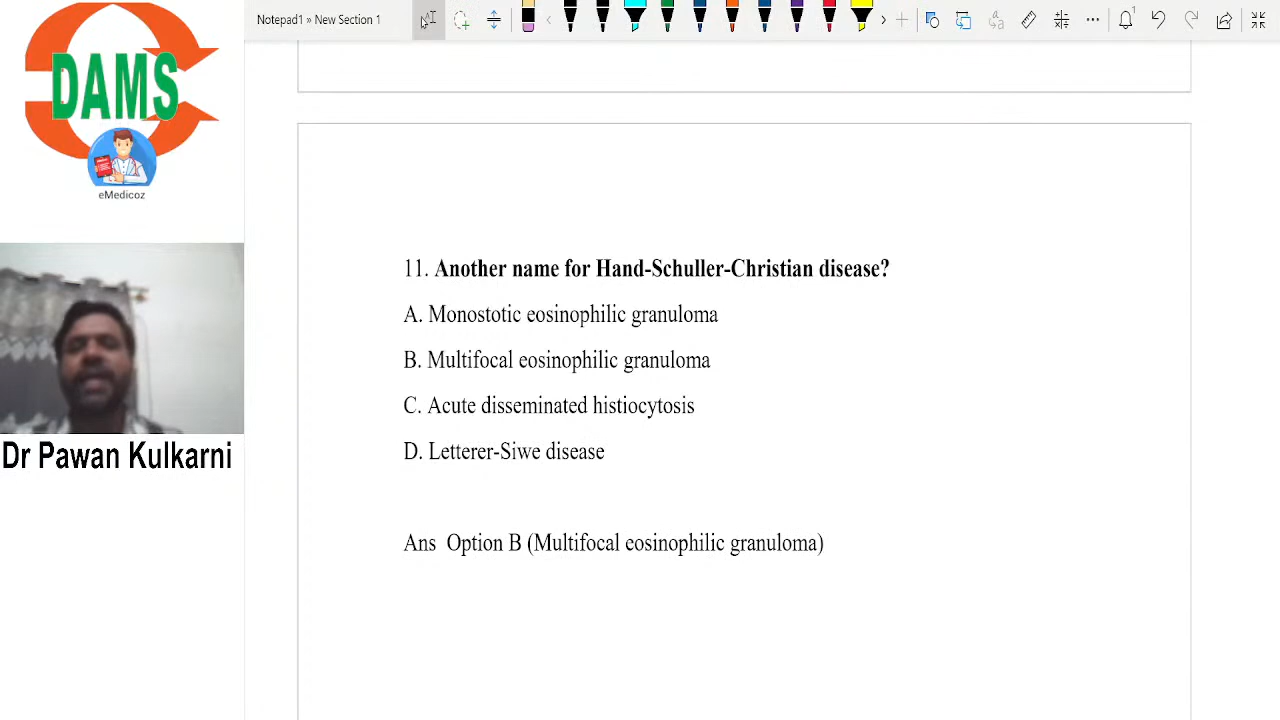 Notepad1 » New Section 1
DAMS
eMedicoz
11. Another name for Hand-Schuller-Christian disease?
A. Monostotic eosinophilic granuloma
B. Multifocal eosinophilic granuloma
C. Acute disseminated histiocytosis
D. Letterer-Siwe disease
Ans Option B (Multifocal eosinophilic granuloma)
Dr Pawan Kulkarni